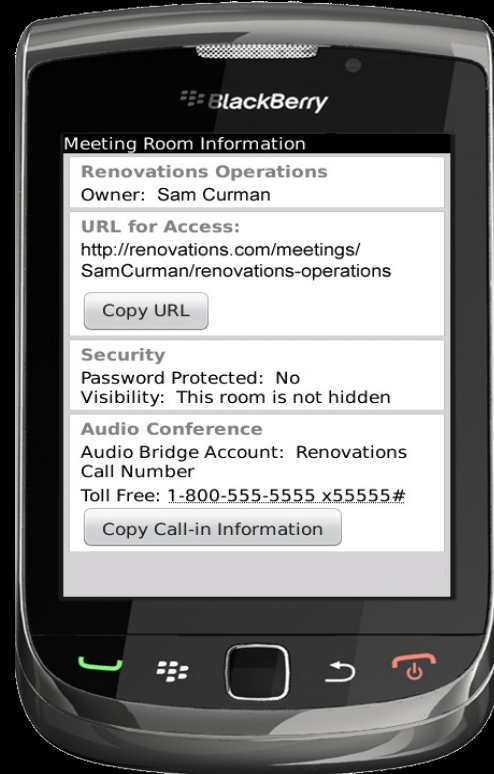 BlackBerry
Meeting Room Information
Renovations Operations
Owner: Sam Curman
URL for Access:
http://renovations.com/meetings/
SamCurman/renovations-operations
Copy URL
Security
Password Protected: No
Visibility: This room is not hidden
Audio Conference
Audio Bridge Account: Renovations
Call Number
Toll Free: 1-800-555-5555 x55555#
Copy Call-in Information